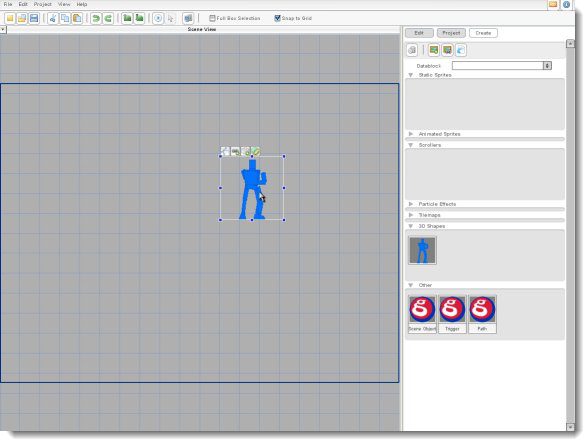 File Edit Project View Help
Full Box Selection Snap to Grid
Scene View
Edit Project Create
Datablock
Static Sprites
Animated Sprites
Scrollers
Particle Effects
Tilemaps
3D Shapes
Other
g g g
Scene Object Trigger Path